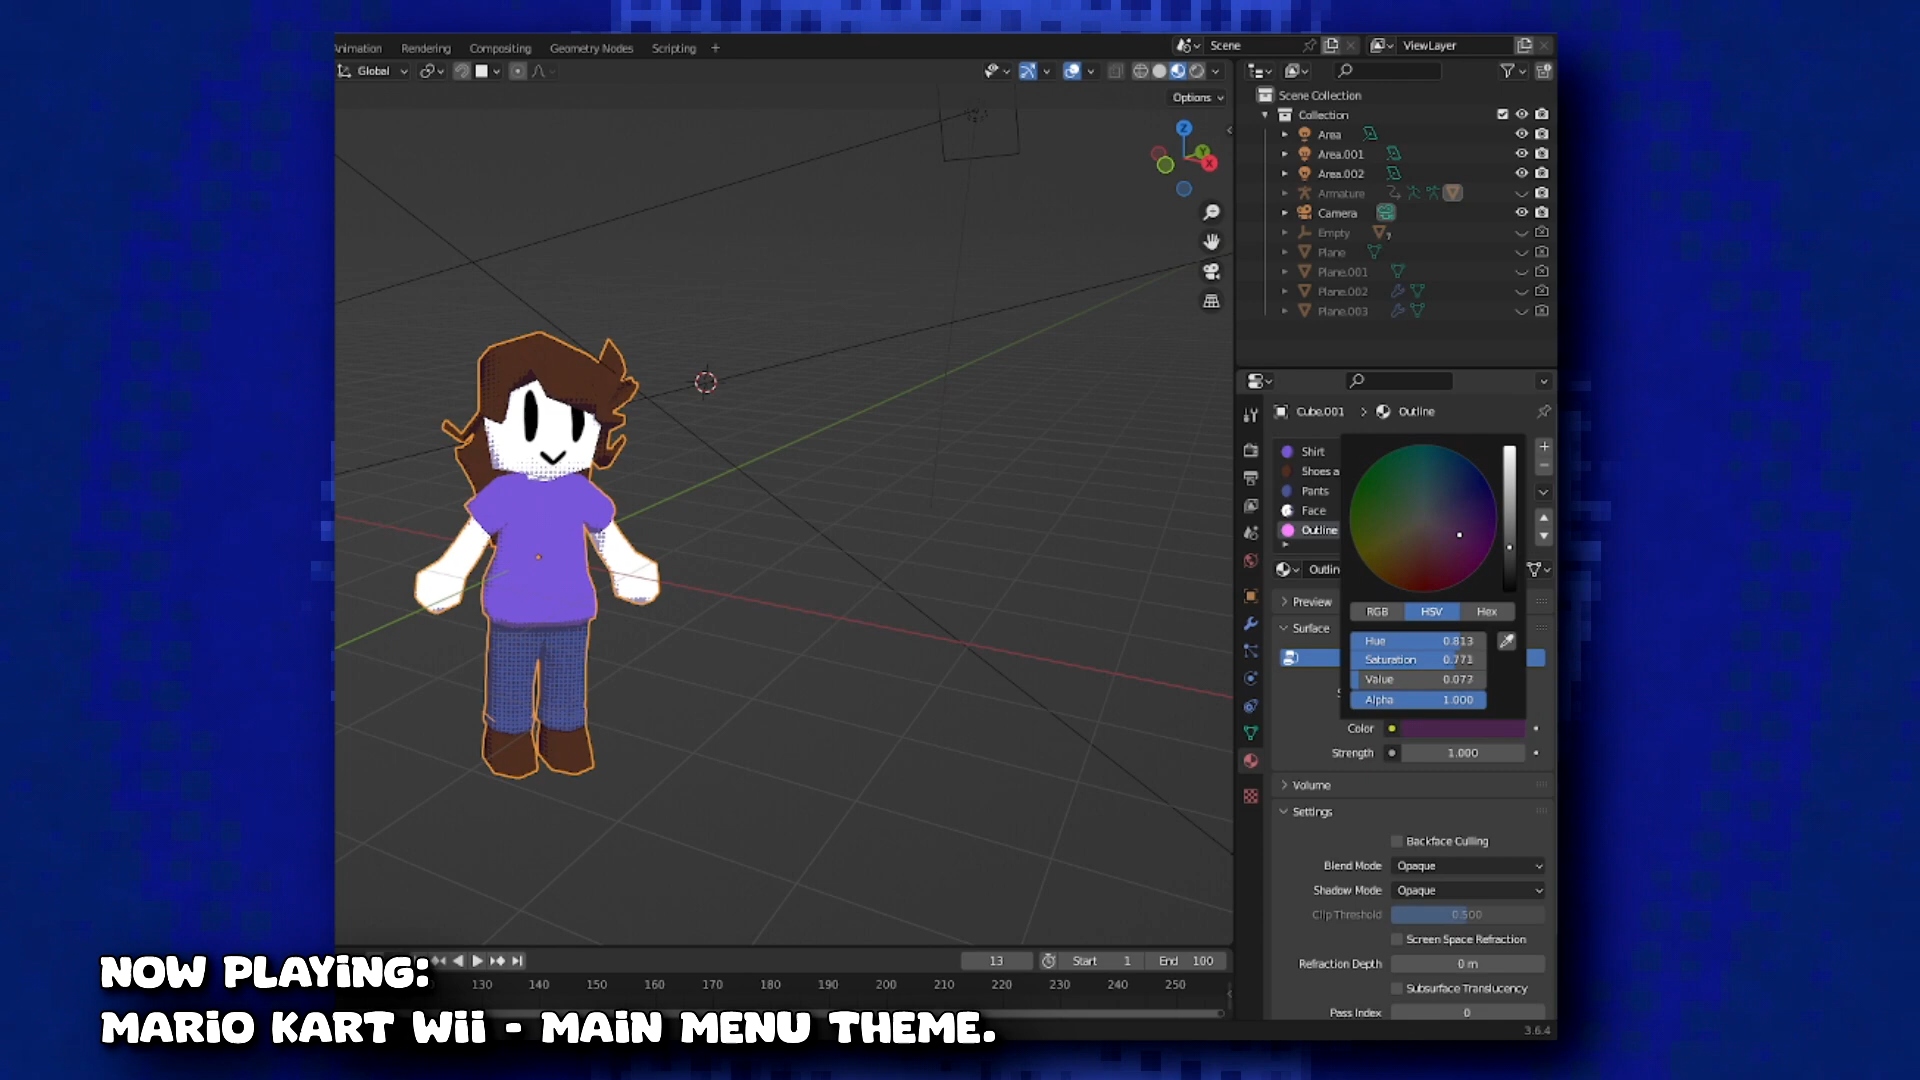 Animation Rendering Compositing Geometry Nodes Scripting +
Scene
ViewLayer
Global
Options
Z
Y
X
Scene Collection
Collection
Area
Area.001
Area.002
Armature
Camera
Empty
Plane
Plane.001
Plane.002
Plane.003
Cube.001 > Outline
Shirt
Shoes a
Pants
Face
Outline
Outlin
RGB HSV Hex
Preview
Surface
Hue 0.813
Saturation 0.771
Value 0.073
Alpha 1.000
Color
Strength 1.000
Volume
Settings
Backface Culling
Blend Mode Opaque
Shadow Mode Opaque
Clip Threshold 0.500
Screen Space Refraction
Refraction Depth 0 m
Subsurface Translucency
Pass Index 0
13 Start 1 End 100
130 140 150 160 170 180 190 200 210 220 230 240 250
3.6.4
NOW PLAYING:
MARIO KART Wii - MAIN MENU THEME.